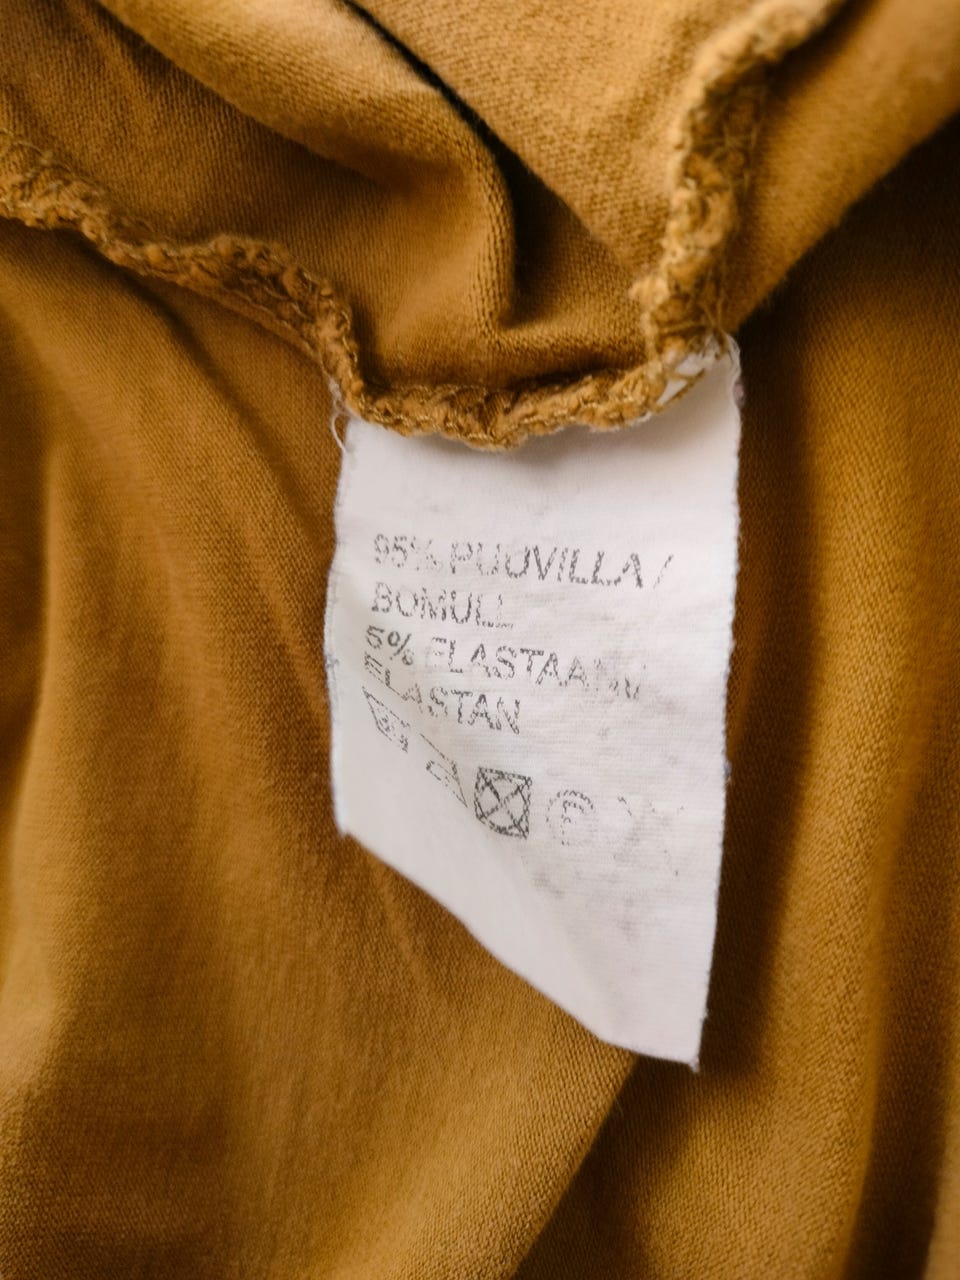 95% PUUVILLA /
BOMULL
5% ELASTAANI/
ELASTAN
P